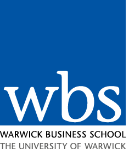 wbs
WARWICK BUSINESS SCHOOL
THE UNIVERSITY OF WARWICK